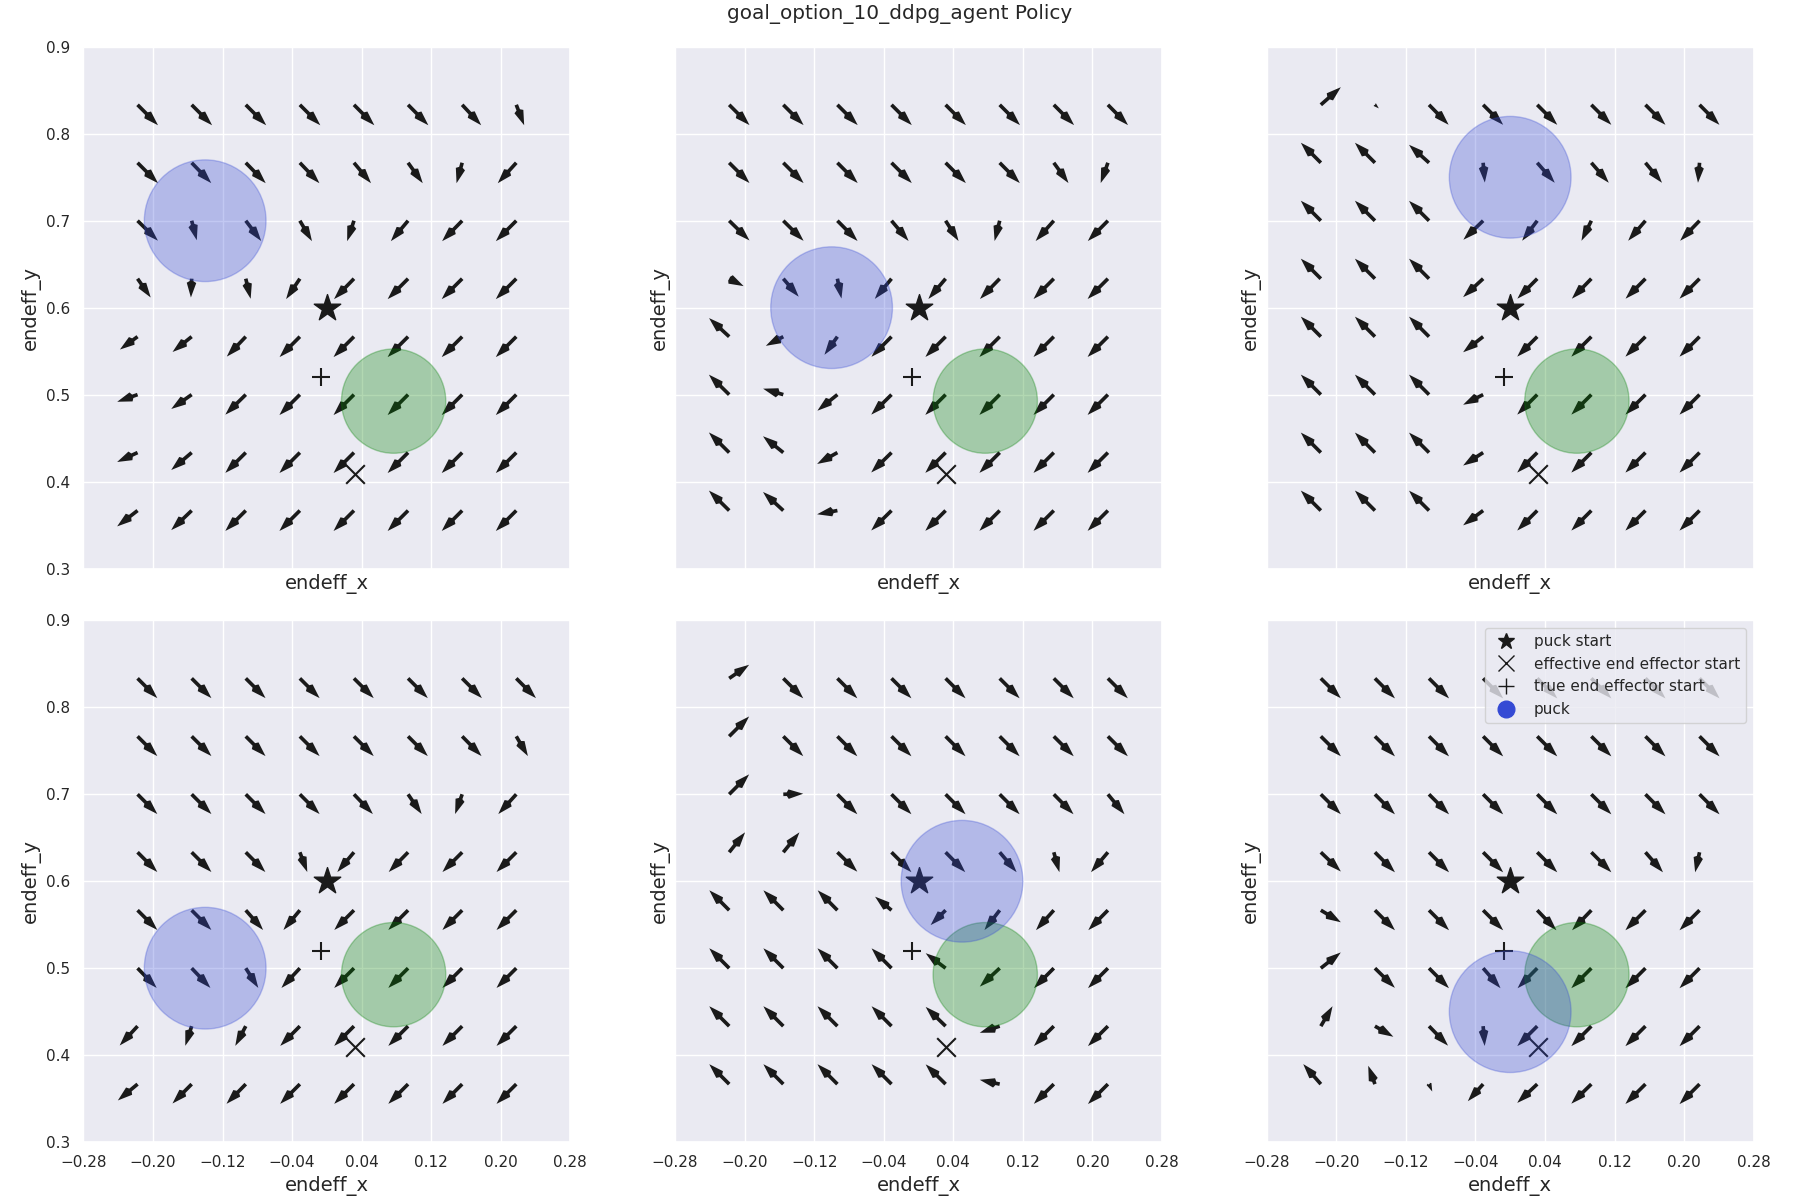 goal_option_10_ddpg_agent Policy
0.9
0.8
0.7
0.6
0.5
0.4
0.3
endeff_y
endeff_x
endeff_y
endeff_x
endeff_y
endeff_x
0.9
0.8
0.7
0.6
0.5
0.4
0.3
endeff_y
−0.28 −0.20 −0.12 −0.04 0.04 0.12 0.20 0.28
endeff_x
endeff_y
−0.28 −0.20 −0.12 −0.04 0.04 0.12 0.20 0.28
endeff_x
puck start
effective end effector start
true end effector start
puck
endeff_y
−0.28 −0.20 −0.12 −0.04 0.04 0.12 0.20 0.28
endeff_x